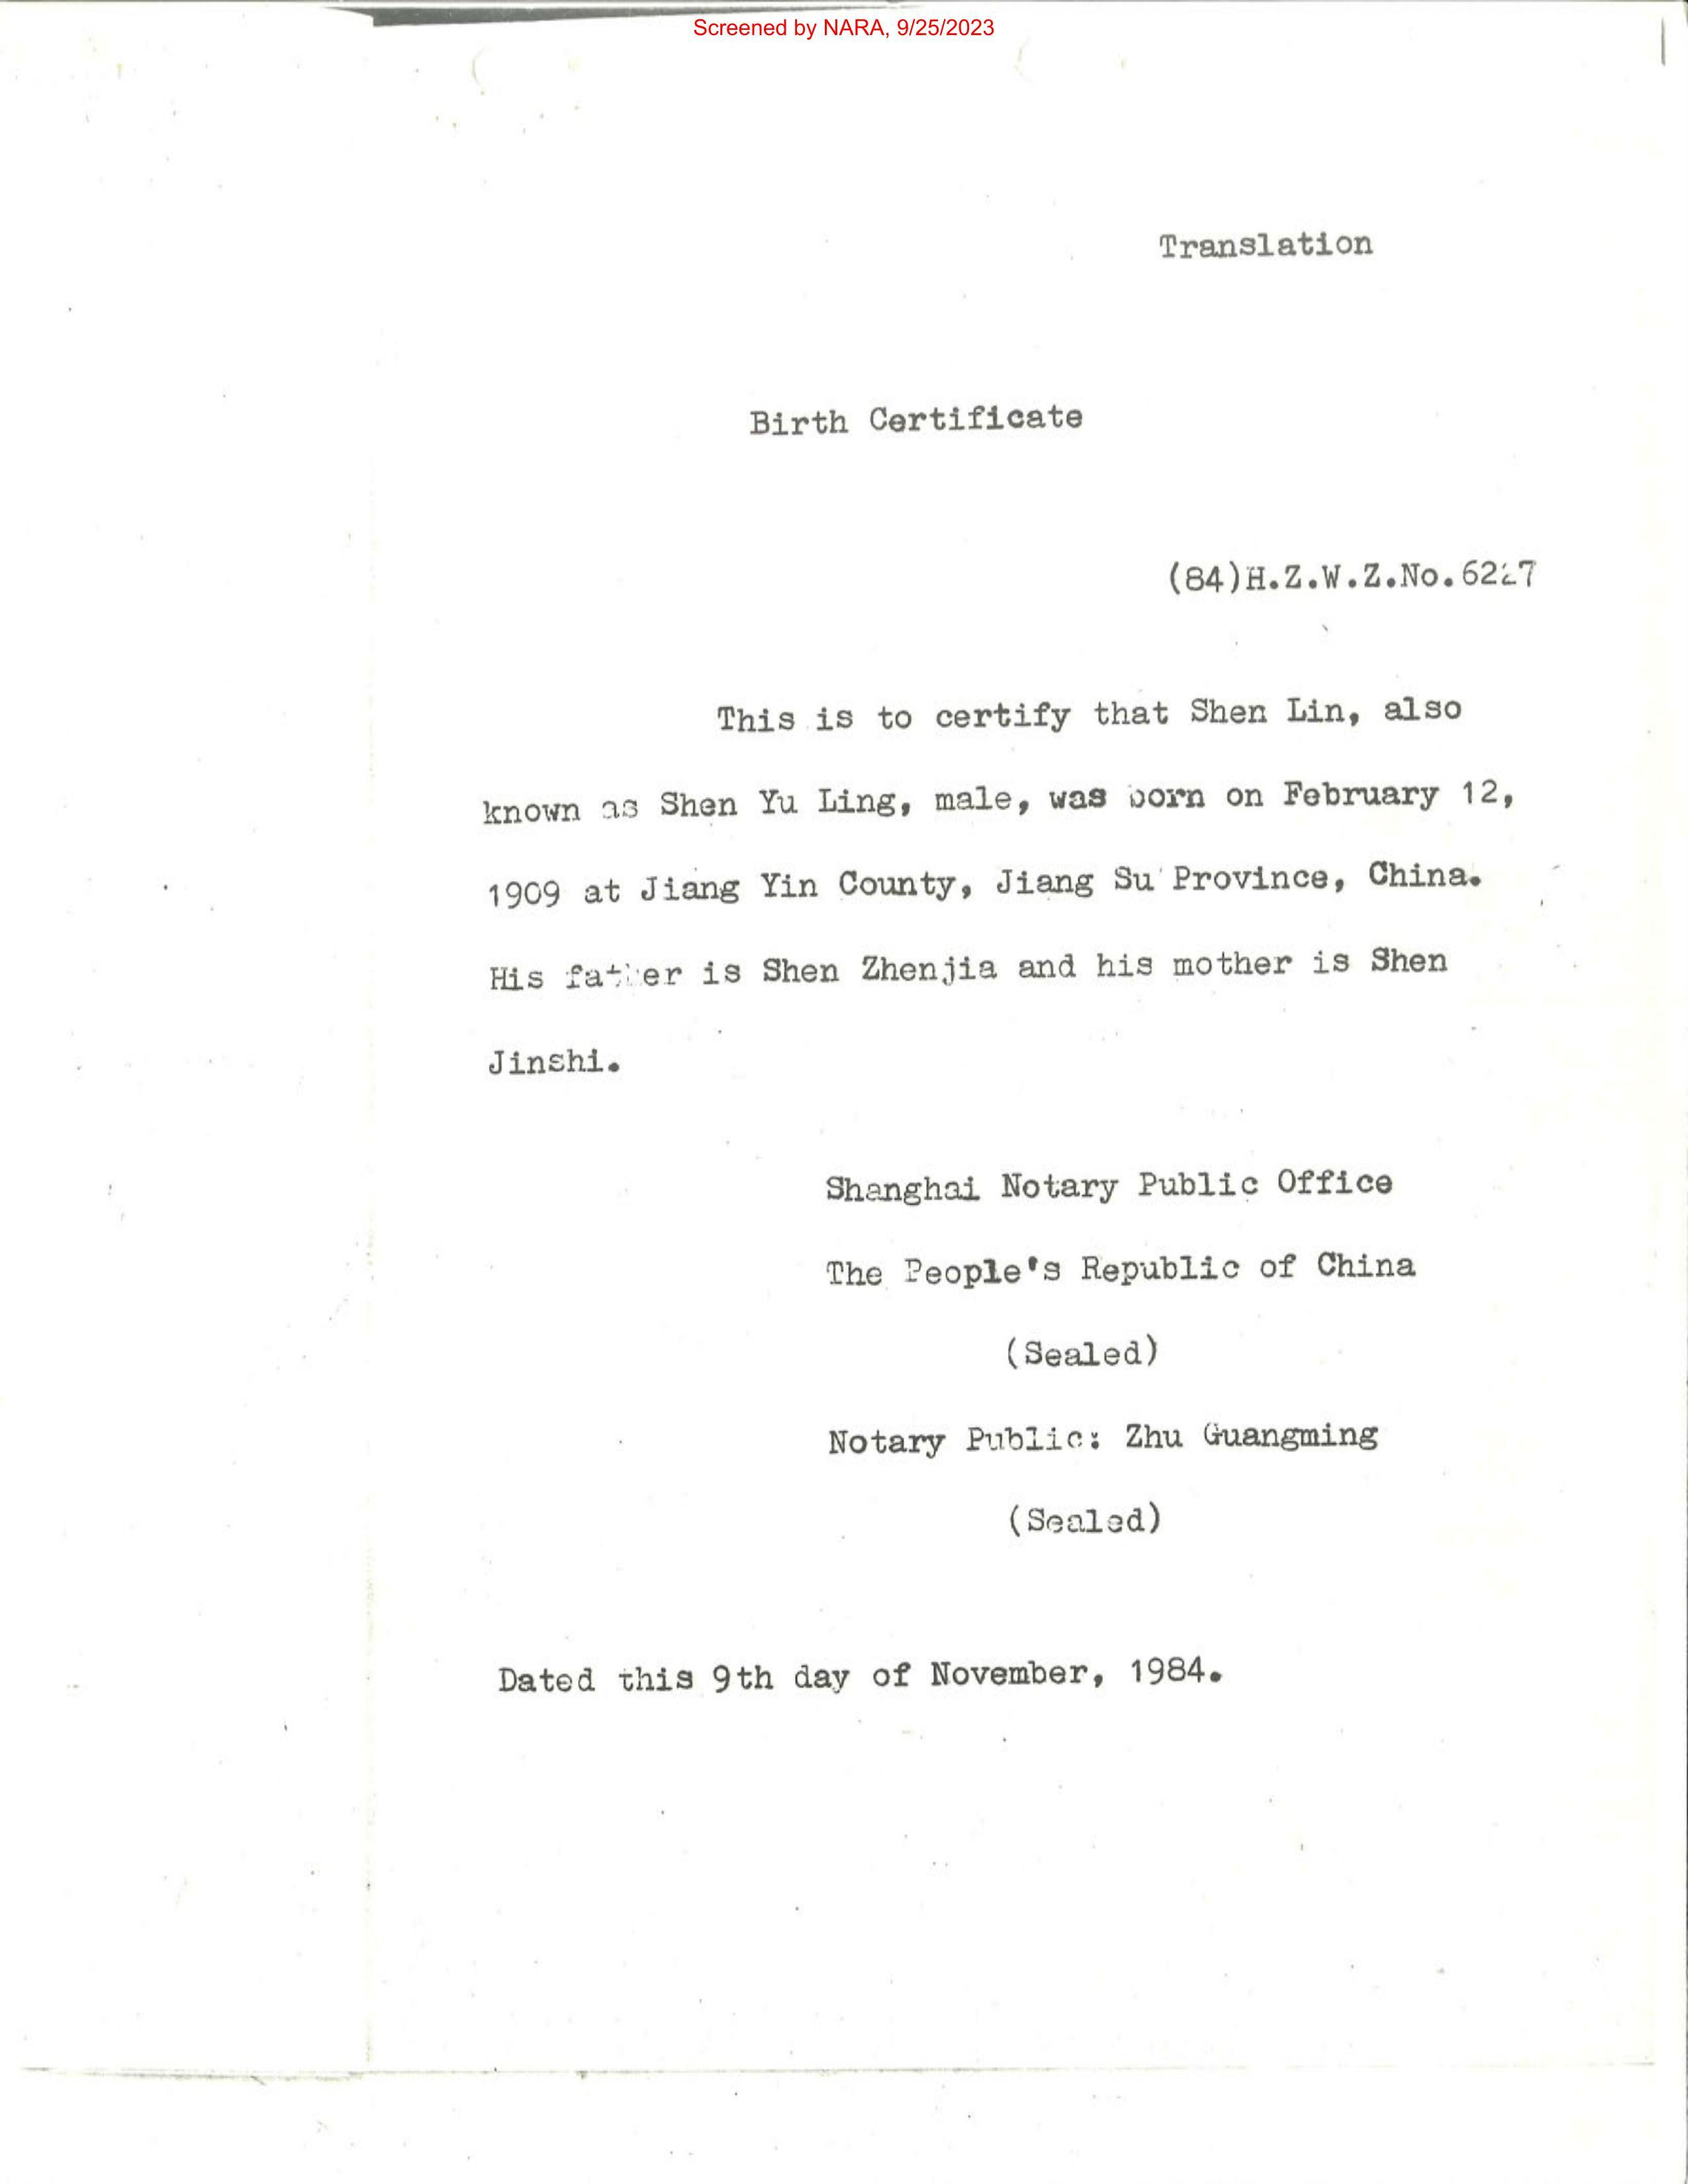 Screened by NARA, 9/25/2023
Translation
Birth Certificate
(84)H.Z.W.Z.No.6227
This is to certify that Shen Lin, also
known as Shen Yu Ling, male, was born on February 12,
1909 at Jiang Yin County, Jiang Su Province, China.
His father is Shen Zhenjia and his mother is Shen
Jinshi.
Shanghai Notary Public Office
The People's Republic of China
(Sealed)
Notary Public: Zhu Guangming
(Sealed)
Dated this 9th day of November, 1984.